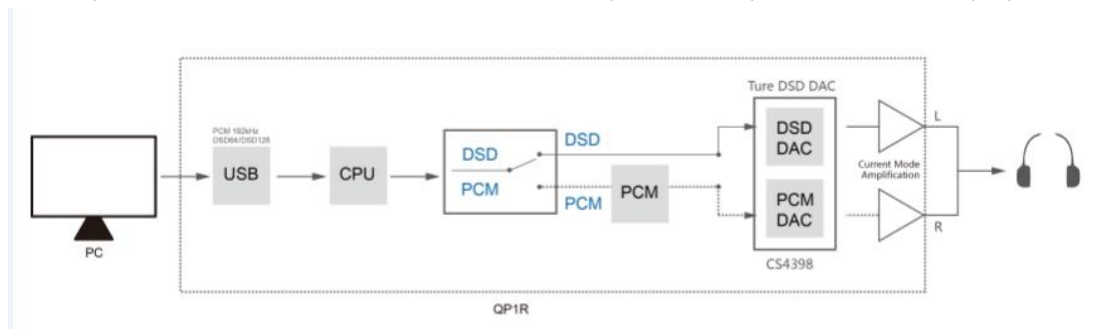 PCM 192kHz
DSD64/DSD128
USB
CPU
DSD
PCM
DSD
PCM
PCM
Ture DSD DAC
DSD
DAC
PCM
DAC
CS4398
L
Current Mode
Amplification
R
PC
QP1R